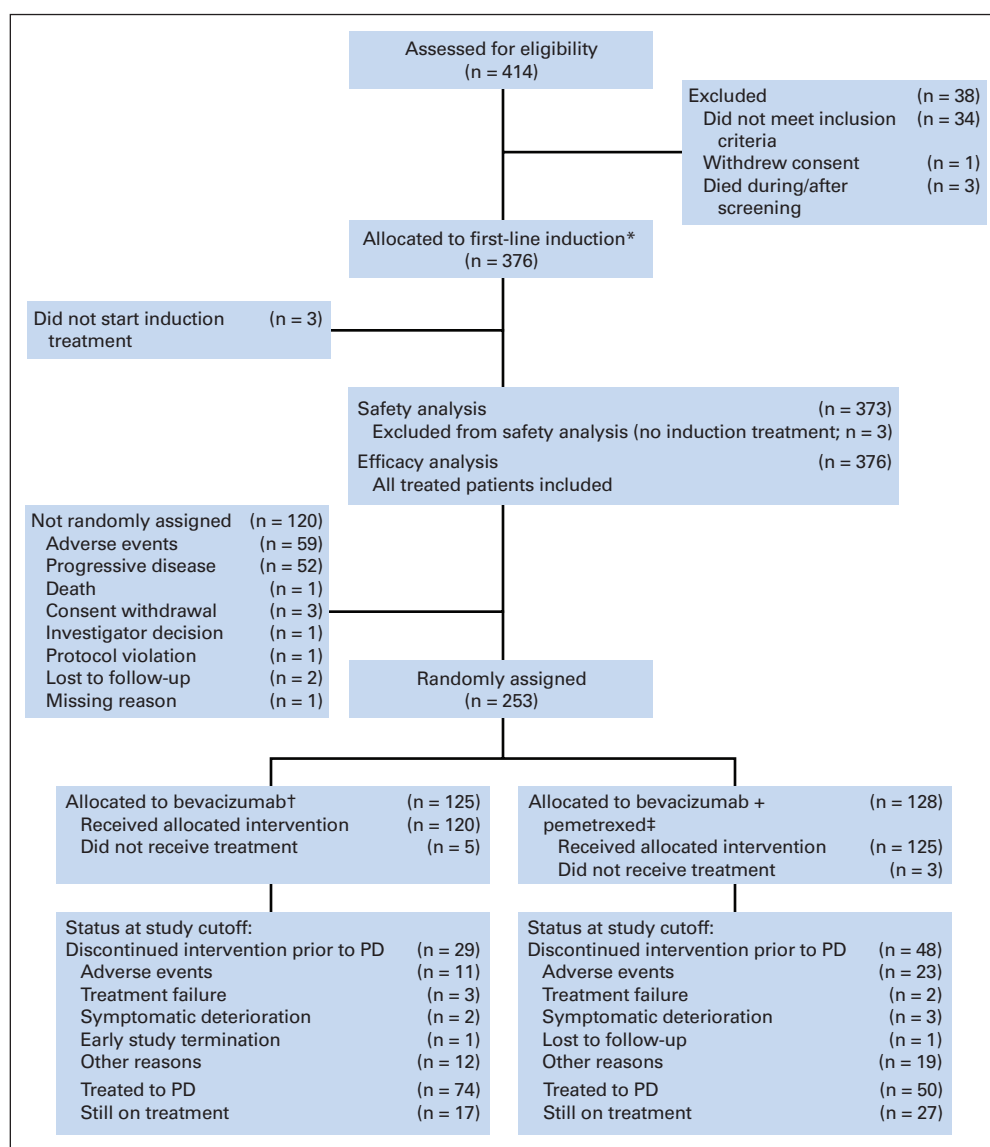 Assessed for eligibility
(n = 414)
Excluded (n = 38)
Did not meet inclusion (n = 34)
criteria
Withdrew consent (n = 1)
Died during/after (n = 3)
screening
Allocated to first-line induction*
(n = 376)
Did not start induction (n = 3)
treatment
Safety analysis (n = 373)
Excluded from safety analysis (no induction treatment; n = 3)
Efficacy analysis (n = 376)
All treated patients included
Not randomly assigned (n = 120)
Adverse events (n = 59)
Progressive disease (n = 52)
Death (n = 1)
Consent withdrawal (n = 3)
Investigator decision (n = 1)
Protocol violation (n = 1)
Lost to follow-up (n = 2)
Missing reason (n = 1)
Randomly assigned
(n = 253)
Allocated to bevacizumab† (n = 125)
Received allocated intervention (n = 120)
Did not receive treatment (n = 5)
Allocated to bevacizumab + (n = 128)
pemetrexed‡
Received allocated intervention (n = 125)
Did not receive treatment (n = 3)
Status at study cutoff:
Discontinued intervention prior to PD (n = 29)
Adverse events (n = 11)
Treatment failure (n = 3)
Symptomatic deterioration (n = 2)
Early study termination (n = 1)
Other reasons (n = 12)
Treated to PD (n = 74)
Still on treatment (n = 17)
Status at study cutoff:
Discontinued intervention prior to PD (n = 48)
Adverse events (n = 23)
Treatment failure (n = 2)
Symptomatic deterioration (n = 3)
Lost to follow-up (n = 1)
Other reasons (n = 19)
Treated to PD (n = 50)
Still on treatment (n = 27)